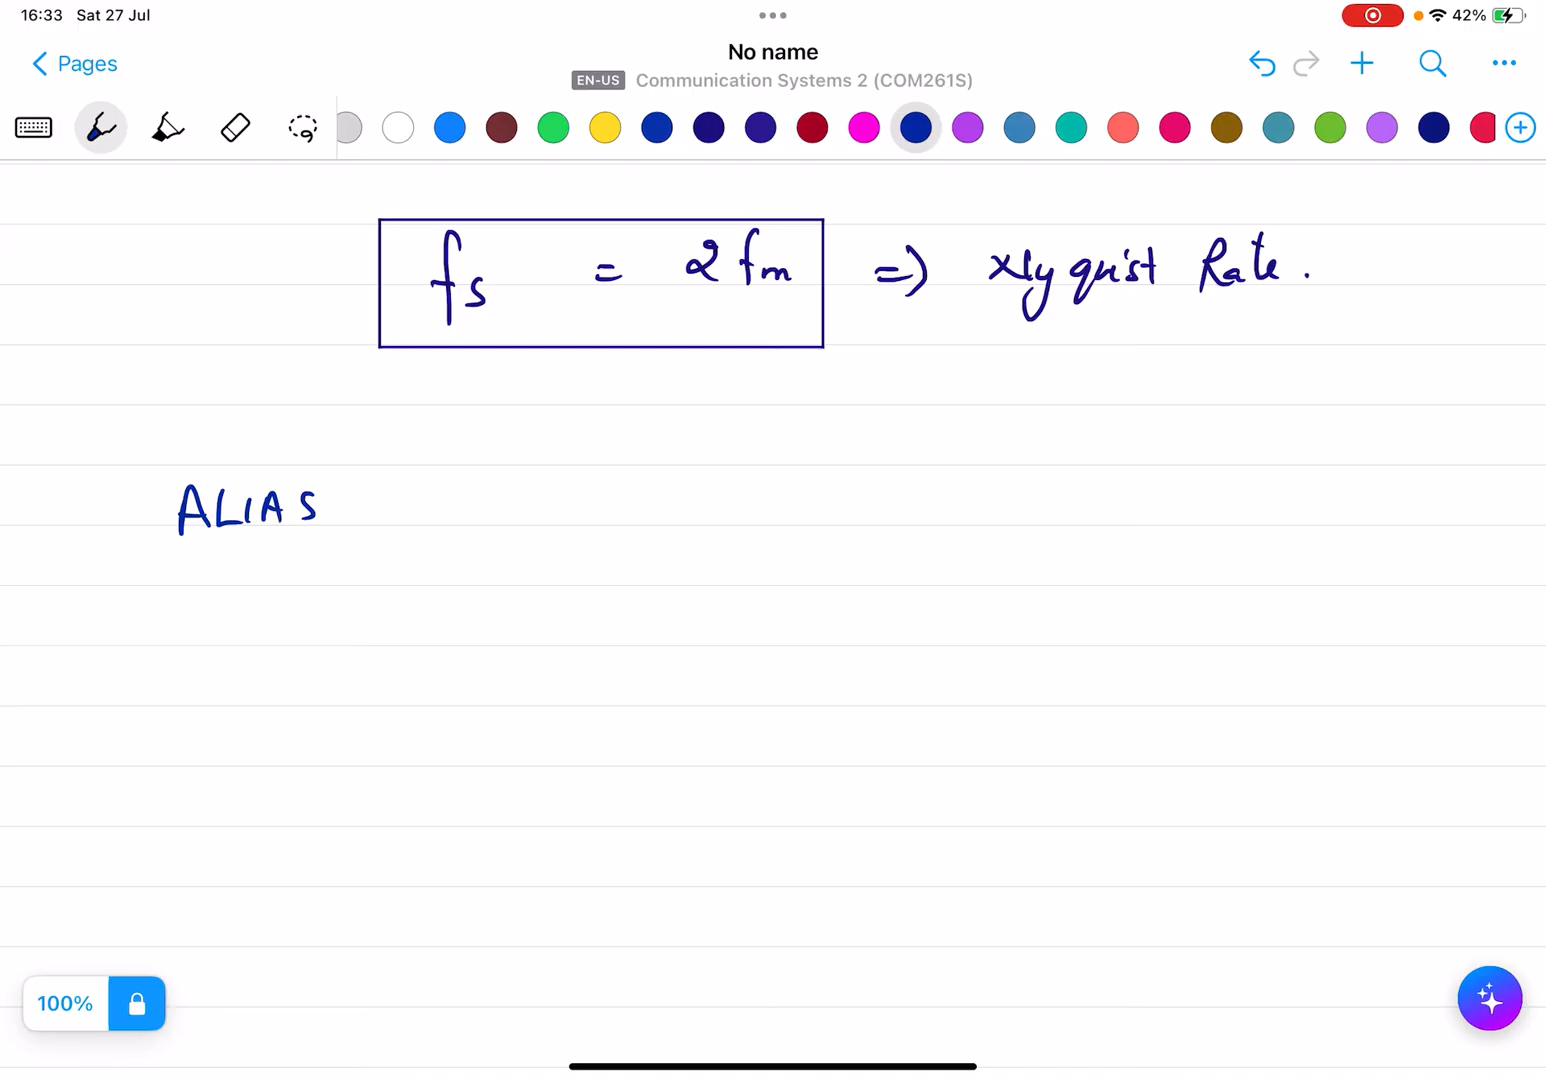 16:33 Sat 27 Jul 42%
Pages No name
EN-US Communication Systems 2 (COM261S)
fs = 2 fm => Nyquist Rate.
ALIAS
100%